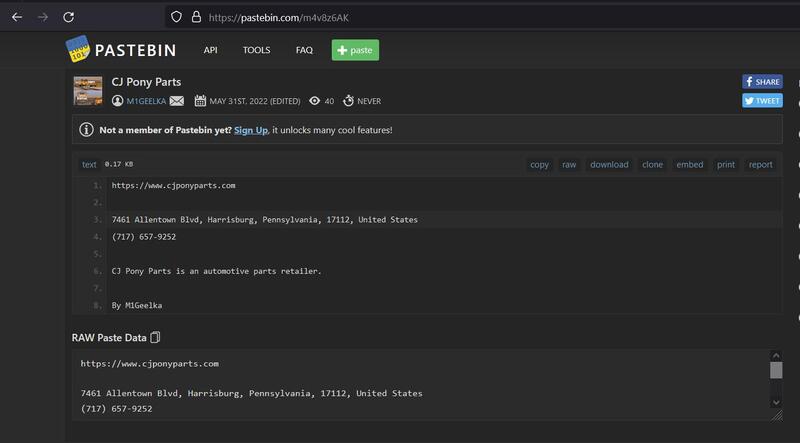 https://pastebin.com/m4v8z6AK
PASTEBIN API TOOLS FAQ + paste
CJ Pony Parts
SHARE
M1GEELKA MAY 31ST, 2022 (EDITED) 40 NEVER
TWEET
Not a member of Pastebin yet? Sign Up, it unlocks many cool features!
text 0.17 KB copy raw download clone embed print report
1. https://www.cjponyparts.com
2.
3. 7461 Allentown Blvd, Harrisburg, Pennsylvania, 17112, United States
4. (717) 657-9252
5.
6. CJ Pony Parts is an automotive parts retailer.
7.
8. By M1Geelka
RAW Paste Data
https://www.cjponyparts.com
7461 Allentown Blvd, Harrisburg, Pennsylvania, 17112, United States
(717) 657-9252